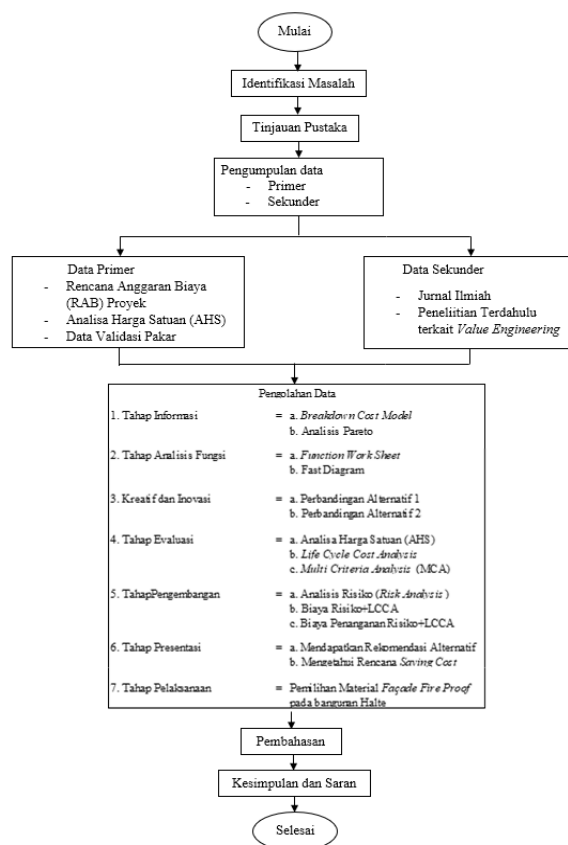 Mulai
Identifikasi Masalah
Tinjauan Pustaka
Pengumpulan data
- Primer
- Sekunder
Data Primer
- Rencana Anggaran Biaya
(RAB) Proyek
- Analisa Harga Satuan (AHS)
- Data Validasi Pakar
Data Sekunder
- Jurnal Ilmiah
- Peneliitian Terdahulu
terkait Value Engineering
Pengolahan Data
1. Tahap Informasi = a. Breakdown Cost Model
b. Analisis Pareto
2. Tahap Analisis Fungsi = a. Function Work Sheet
b. Fast Diagram
3. Kreatif dan Inovasi = a. Perbandingan Alternatif 1
b. Perbandingan Alternatif 2
4. Tahap Evaluasi = a. Analisa Harga Satuan (AHS)
b. Life Cycle Cost Analysis
c. Multi Criteria Analysis (MCA)
5. TahapPengembangan = a. Analisis Risiko (Risk Analysis)
b. Biaya Risiko+LCCA
c. Biaya Penanganan Risiko+LCCA
6. Tahap Presentasi = a. Mendapatkan Rekomendasi Alternatif
b. Mengetahui Rencana Saving Cost
7. Tahap Pelaksanaan = Pemilihan Material Façade Fire Proof
pada bangunan Halte
Pembahasan
Kesimpulan dan Saran
Selesai